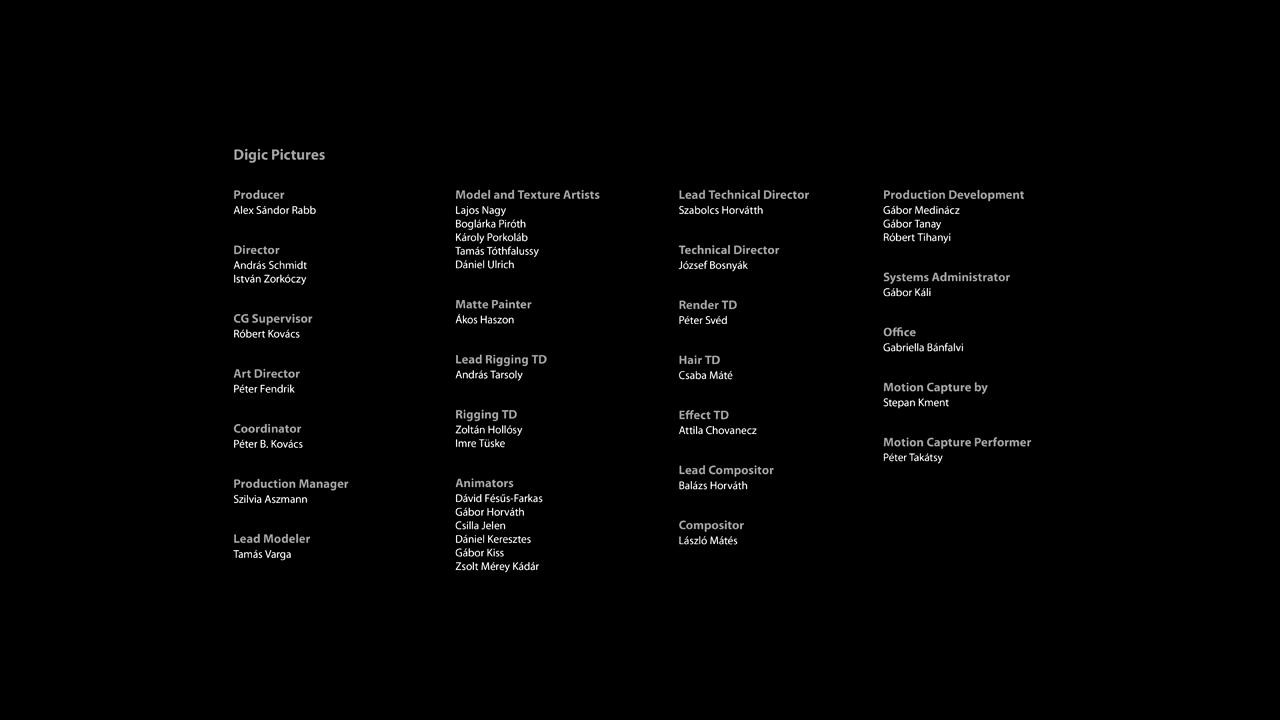 Digic Pictures
Producer
Alex Sándor Rabb
Director
András Schmidt
István Zorkóczy
CG Supervisor
Róbert Kovács
Art Director
Péter Fendrik
Coordinator
Péter B. Kovács
Production Manager
Szilvia Aszmann
Lead Modeler
Tamás Varga
Model and Texture Artists
Lajos Nagy
Boglárka Piróth
Károly Porkoláb
Tamás Tóthfalussy
Dániel Ulrich
Matte Painter
Ákos Haszon
Lead Rigging TD
András Tarsoly
Rigging TD
Zoltán Hollósy
Imre Tüske
Animators
Dávid Fésűs-Farkas
Gábor Horváth
Csilla Jelen
Dániel Keresztes
Gábor Kiss
Zsolt Mérey Kádár
Lead Technical Director
Szabolcs Horvátth
Technical Director
József Bosnyák
Render TD
Péter Svéd
Hair TD
Csaba Máté
Effect TD
Attila Chovanecz
Lead Compositor
Balázs Horváth
Compositor
László Mátés
Production Development
Gábor Medinácz
Gábor Tanay
Róbert Tihanyi
Systems Administrator
Gábor Káli
Office
Gabriella Bánfalvi
Motion Capture by
Stepan Kment
Motion Capture Performer
Péter Takátsy